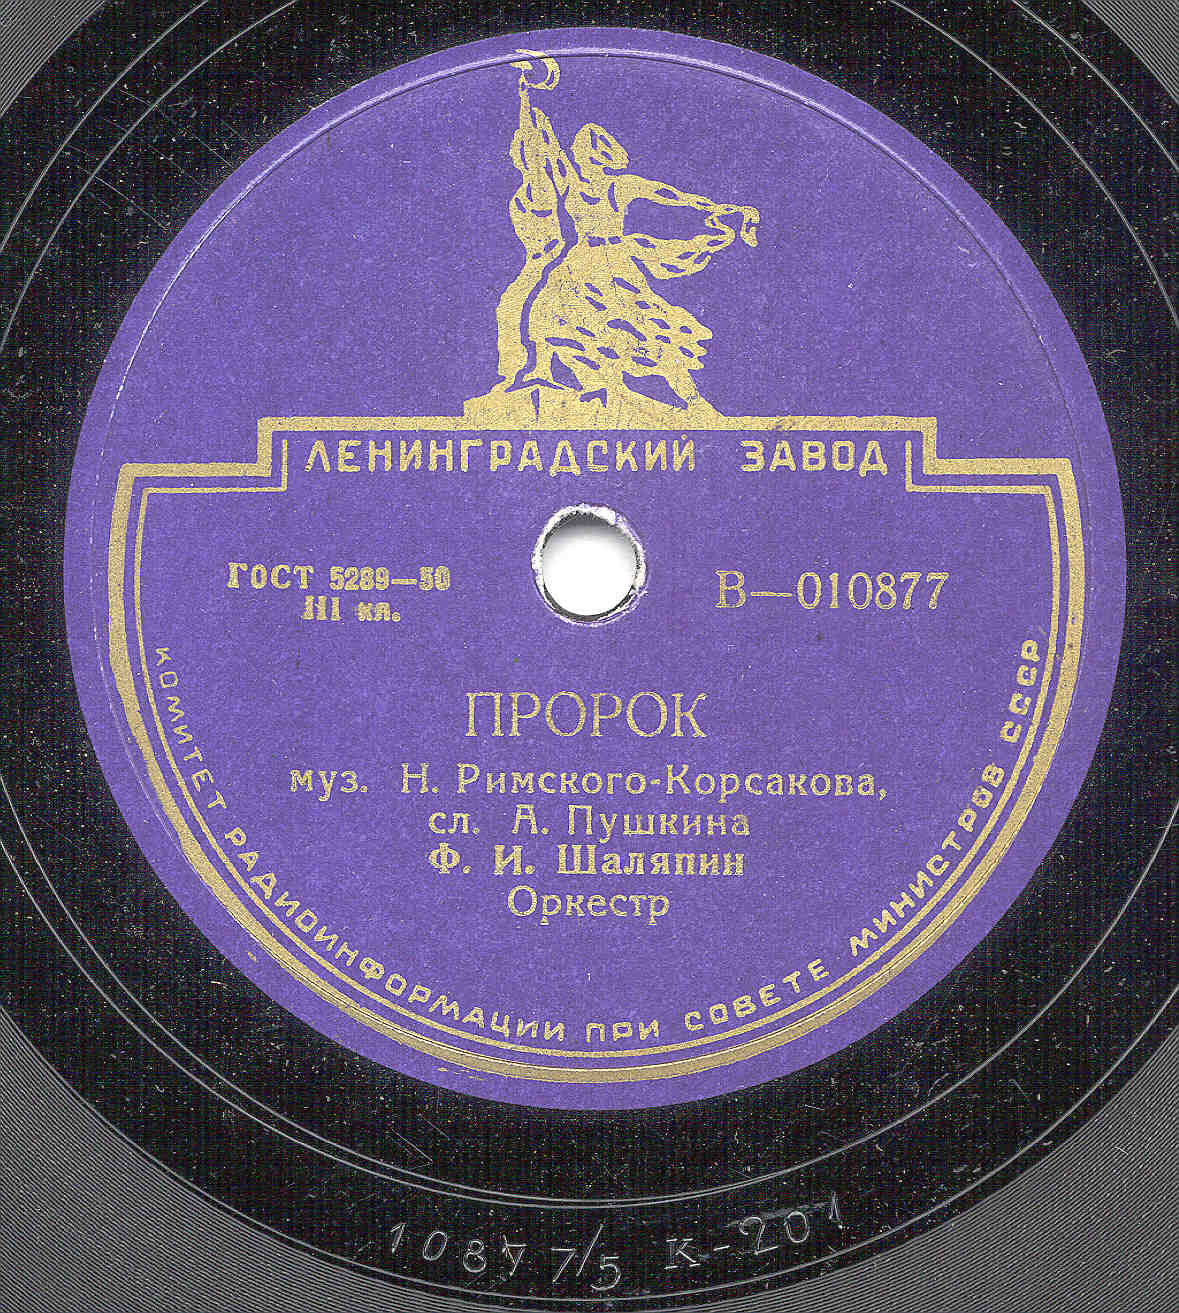 ЛЕНИНГРАДСКИЙ ЗАВОД
ГОСТ 5289—50
III кл.
В—010877
ПРОРОК
муз. Н. Римского-Корсакова,
сл. А. Пушкина
Ф. И. Шаляпин
Оркестр
КОМИТЕТ РАДИОИНФОРМАЦИИ ПРИ СОВЕТЕ МИНИСТРОВ СССР
10877/5 К-201